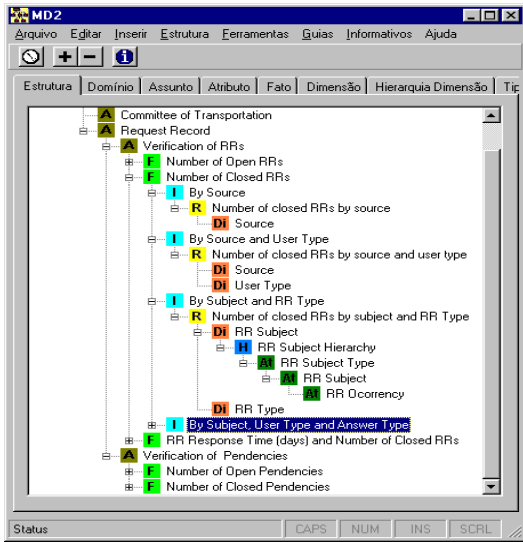 MD2
Arquivo Editar Inserir Estrutura Ferramentas Guias Informativos Ajuda
Estrutura Domínio Assunto Atributo Fato Dimensão Hierarquia Dimensão Tip
A Committee of Transportation
A Request Record
A Verification of RRs
F Number of Open RRs
F Number of Closed RRs
I By Source
R Number of closed RRs by source
Di Source
I By Source and User Type
R Number of closed RRs by source and user type
Di Source
Di User Type
I By Subject and RR Type
R Number of closed RRs by subject and RR Type
Di RR Subject
H RR Subject Hierarchy
At RR Subject Type
At RR Subject
At RR Ocorrency
Di RR Type
I By Subject, User Type and Answer Type
F RR Response Time (days) and Number of Closed RRs
A Verification of Pendencies
F Number of Open Pendencies
F Number of Closed Pendencies
Status CAPS NUM INS SCRL